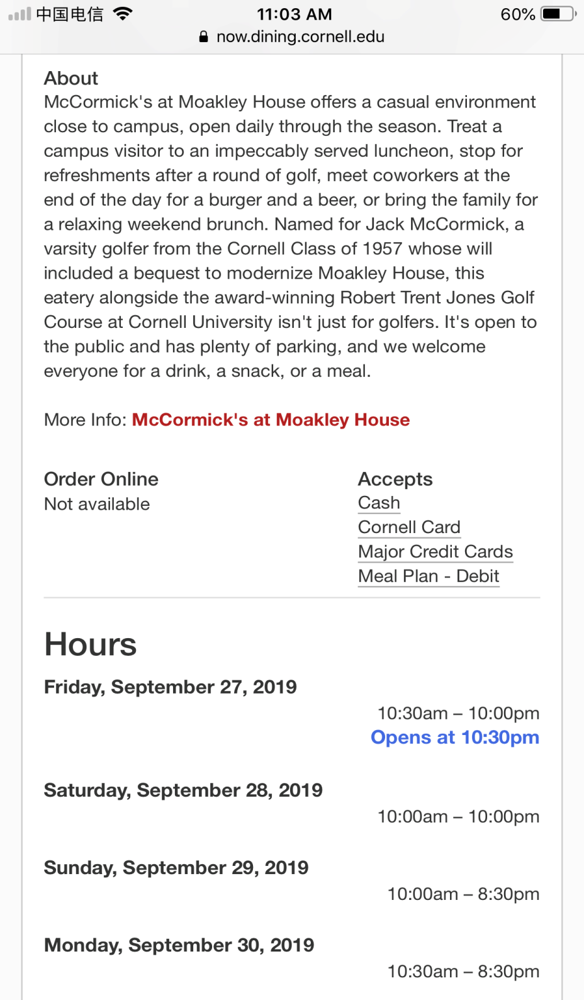 中国电信 11:03 AM 60%
now.dining.cornell.edu
About
McCormick's at Moakley House offers a casual environment
close to campus, open daily through the season. Treat a
campus visitor to an impeccably served luncheon, stop for
refreshments after a round of golf, meet coworkers at the
end of the day for a burger and a beer, or bring the family for
a relaxing weekend brunch. Named for Jack McCormick, a
varsity golfer from the Cornell Class of 1957 whose will
included a bequest to modernize Moakley House, this
eatery alongside the award-winning Robert Trent Jones Golf
Course at Cornell University isn't just for golfers. It's open to
the public and has plenty of parking, and we welcome
everyone for a drink, a snack, or a meal.
More Info: McCormick's at Moakley House
Order Online
Not available
Accepts
Cash
Cornell Card
Major Credit Cards
Meal Plan - Debit
Hours
Friday, September 27, 2019
10:30am – 10:00pm
Opens at 10:30pm
Saturday, September 28, 2019
10:00am – 10:00pm
Sunday, September 29, 2019
10:00am – 8:30pm
Monday, September 30, 2019
10:30am – 8:30pm